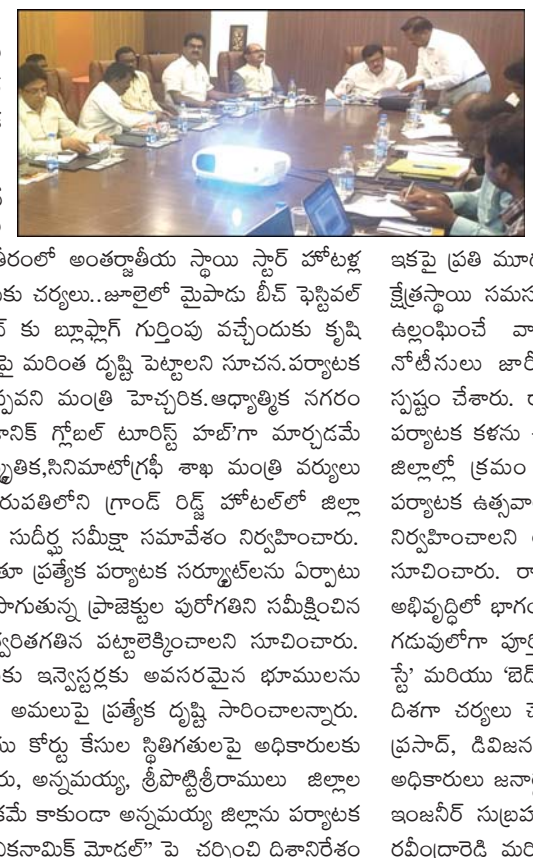 తీరంలో అంతర్జాతీయ స్థాయి స్టార్ హోటళ్ల
కు చర్యలు..జూలైలో మైపాడు బీచ్ ఫెస్టివల్
కు బ్లూఫ్లాగ్ గుర్తింపు వచ్చేందుకు కృషి
పై మరింత దృష్టి పెట్టాలని సూచన.పర్యాటక
ప్పవని మంత్రి హెచ్చరిక.ఆధ్యాత్మిక నగరం
గ్లోబల్ టూరిస్ట్ హబ్'గా మార్చడమే
సినిమాటోగ్రఫీ శాఖ మంత్రి వర్యులు
రుపతిలోని గ్రాండ్ రిడ్జ్ హోటల్‌లో జిల్లా
సుదీర్ఘ సమీక్షా సమావేశం నిర్వహించారు.
తూ ప్రత్యేక పర్యాటక సర్క్యూట్‌లను ఏర్పాటు
సాగుతున్న ప్రాజెక్టుల పురోగతిని సమీక్షించిన
్వరితగతిన పట్టాలెక్కించాలని సూచించారు.
కు ఇన్వెస్టర్లకు అవసరమైన భూములను
అమలుపై ప్రత్యేక దృష్టి సారించాలన్నారు.
కోర్టు కేసుల స్థితిగతులపై అధికారులకు
రు, అన్నమయ్య, శ్రీపొట్టిశ్రీరాములు జిల్లాల
కమే కాకుండా అన్నమయ్య జిల్లాను పర్యాటక
ఎకనామిక్ మోడల్" పై చర్చించి దిశానిర్దేశం
ఇకపై ప్రతి మూడ
క్షేత్రస్థాయి సమస
ఉల్లంఘించే వా
నోటీసులు జారీ
స్పష్టం చేశారు.
పర్యాటక కళను
జిల్లాల్లో క్రమం
పర్యాటక ఉత్సవా
నిర్వహించాలని
సూచించారు. రా
అభివృద్ధిలో భాగం
గడువులోగా పూర్తి
స్టే' మరియు 'బెడ్
దిశగా చర్యలు చే
ప్రసాద్, డివిజన
అధికారులు జనార్
ఇంజనీర్ సుబ్రహ
రవీంద్రారెడ్డి మరి